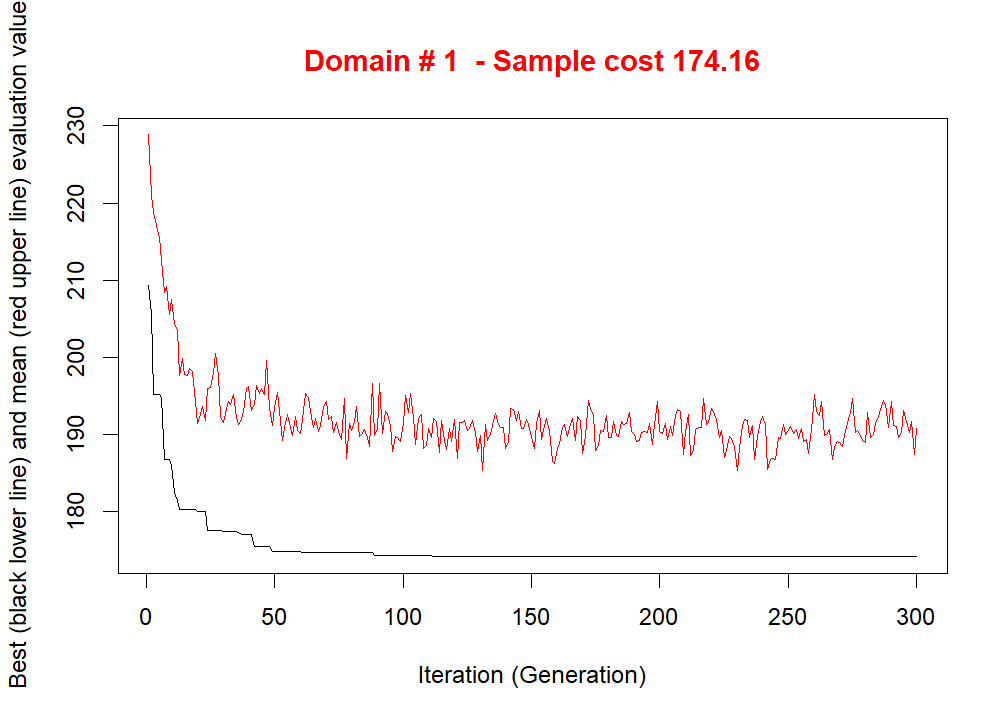 Domain # 1  - Sample cost 174.16
Best (black lower line) and mean (red upper line) evaluation value
230
220
210
200
190
180
0 50 100 150 200 250 300
Iteration (Generation)